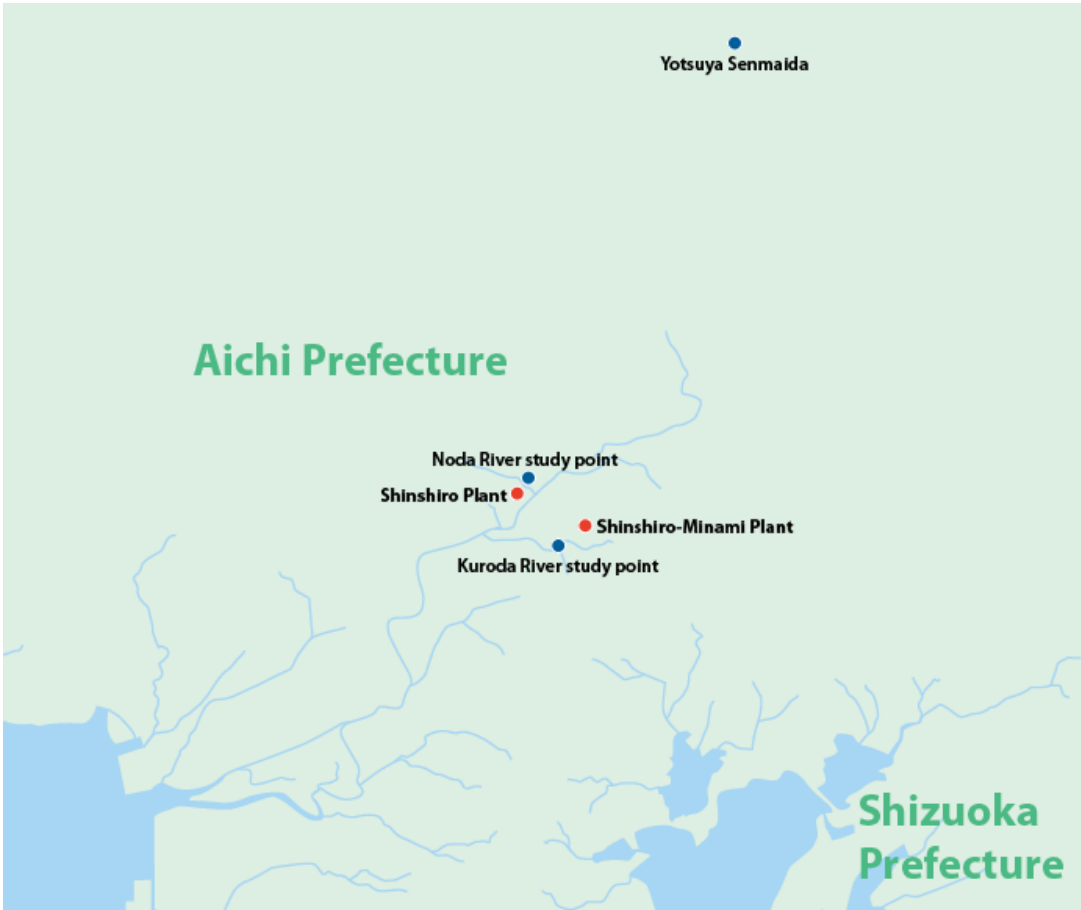 Yotsuya Senmaida
Aichi Prefecture
Noda River study point
Shinshiro Plant
Shinshiro-Minami Plant
Kuroda River study point
Shizuoka
Prefecture